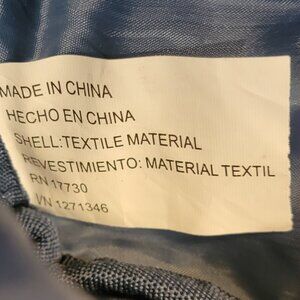 MADE IN CHINA
HECHO EN CHINA
SHELL:TEXTILE MATERIAL
REVESTIMIENTO: MATERIAL TEXTIL
RN 17730
VN 1271346